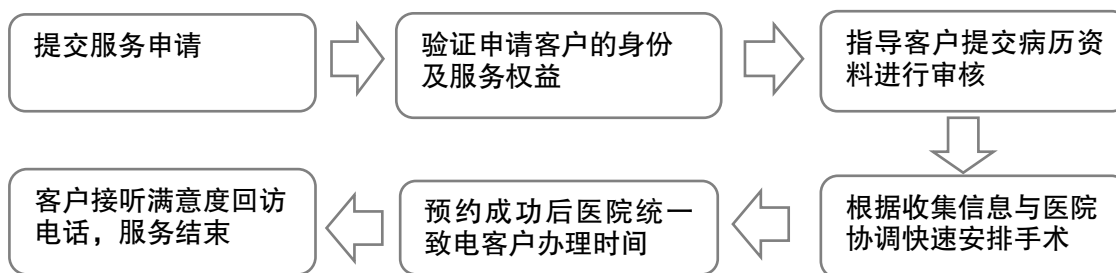 提交服务申请
验证申请客户的身份
及服务权益
指导客户提交病历资
料进行审核
根据收集信息与医院
协调快速安排手术
预约成功后医院统一
致电客户办理时间
客户接听满意度回访
电话，服务结束